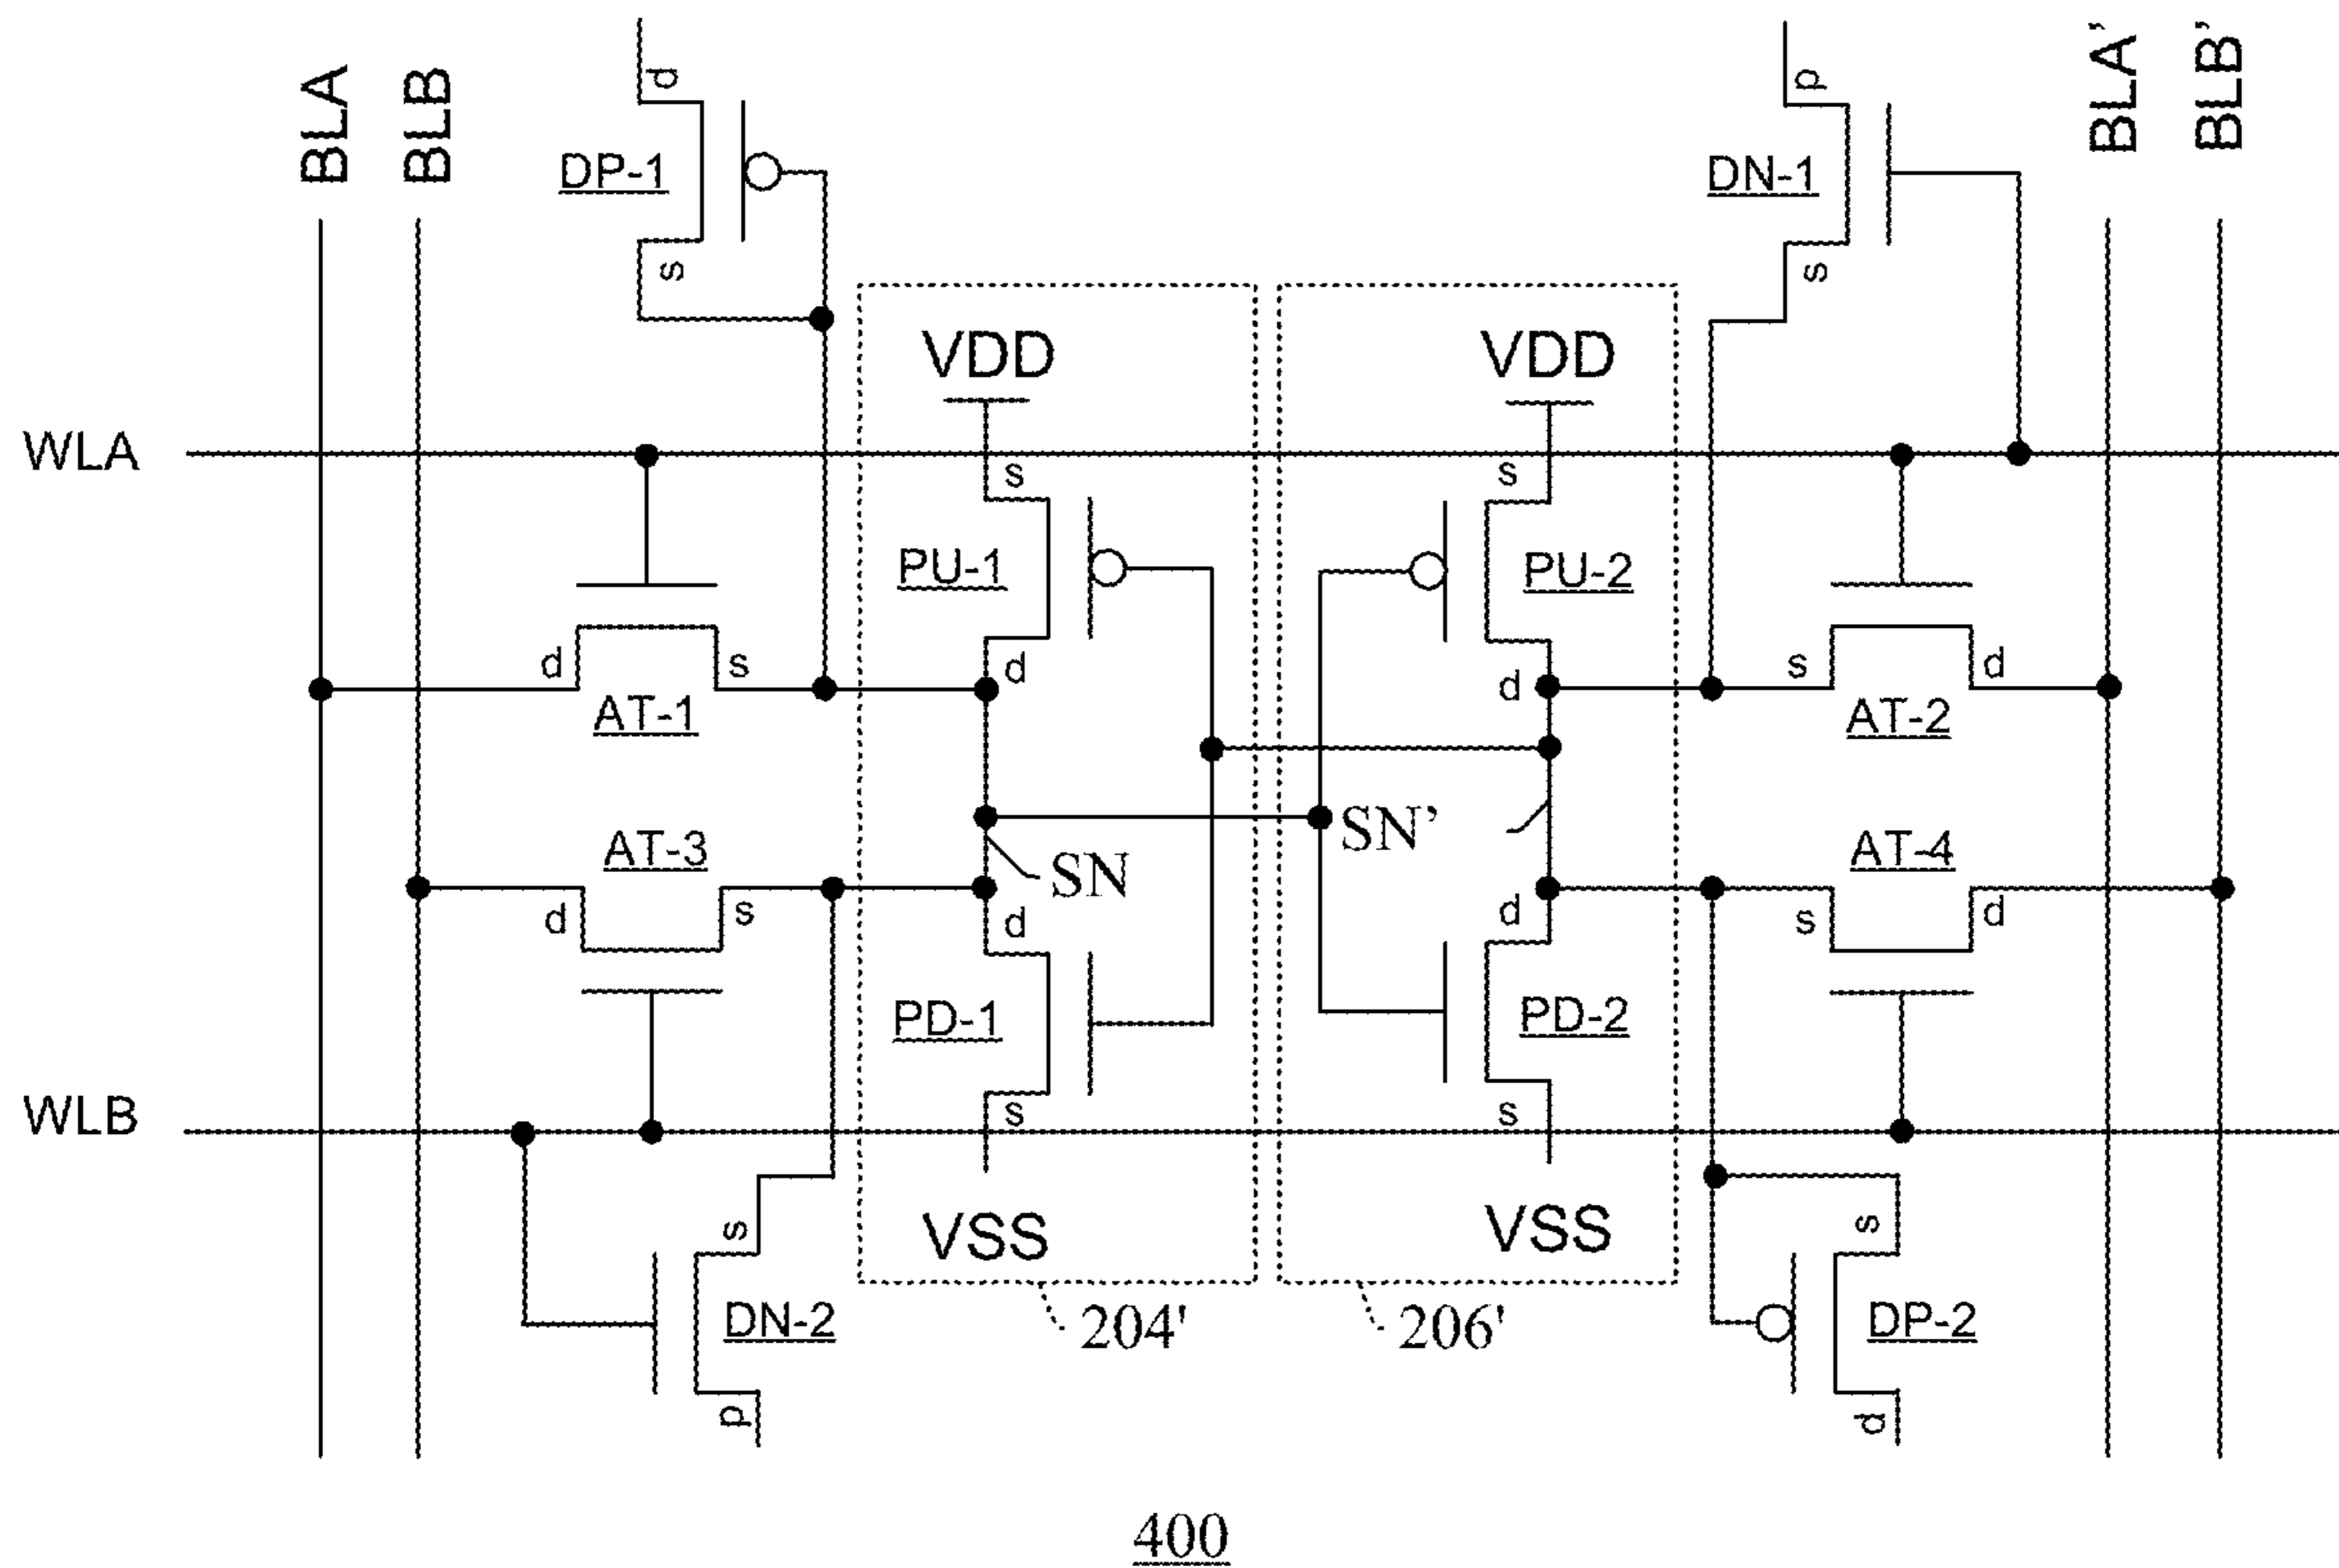 BLA
BLB
d
DP-1
s
d
DN-1
s
BLA’
BLB’
VDD
VDD
WLA
s
PU-1
d
s
PU-2
d
d
s
AT-1
s
d
AT-2
AT-3
d
s
SN
SN’
AT-4
s
d
d
PD-1
s
d
PD-2
s
WLB
VSS
VSS
s
DN-2
d
204'
206'
s
DP-2
d
400